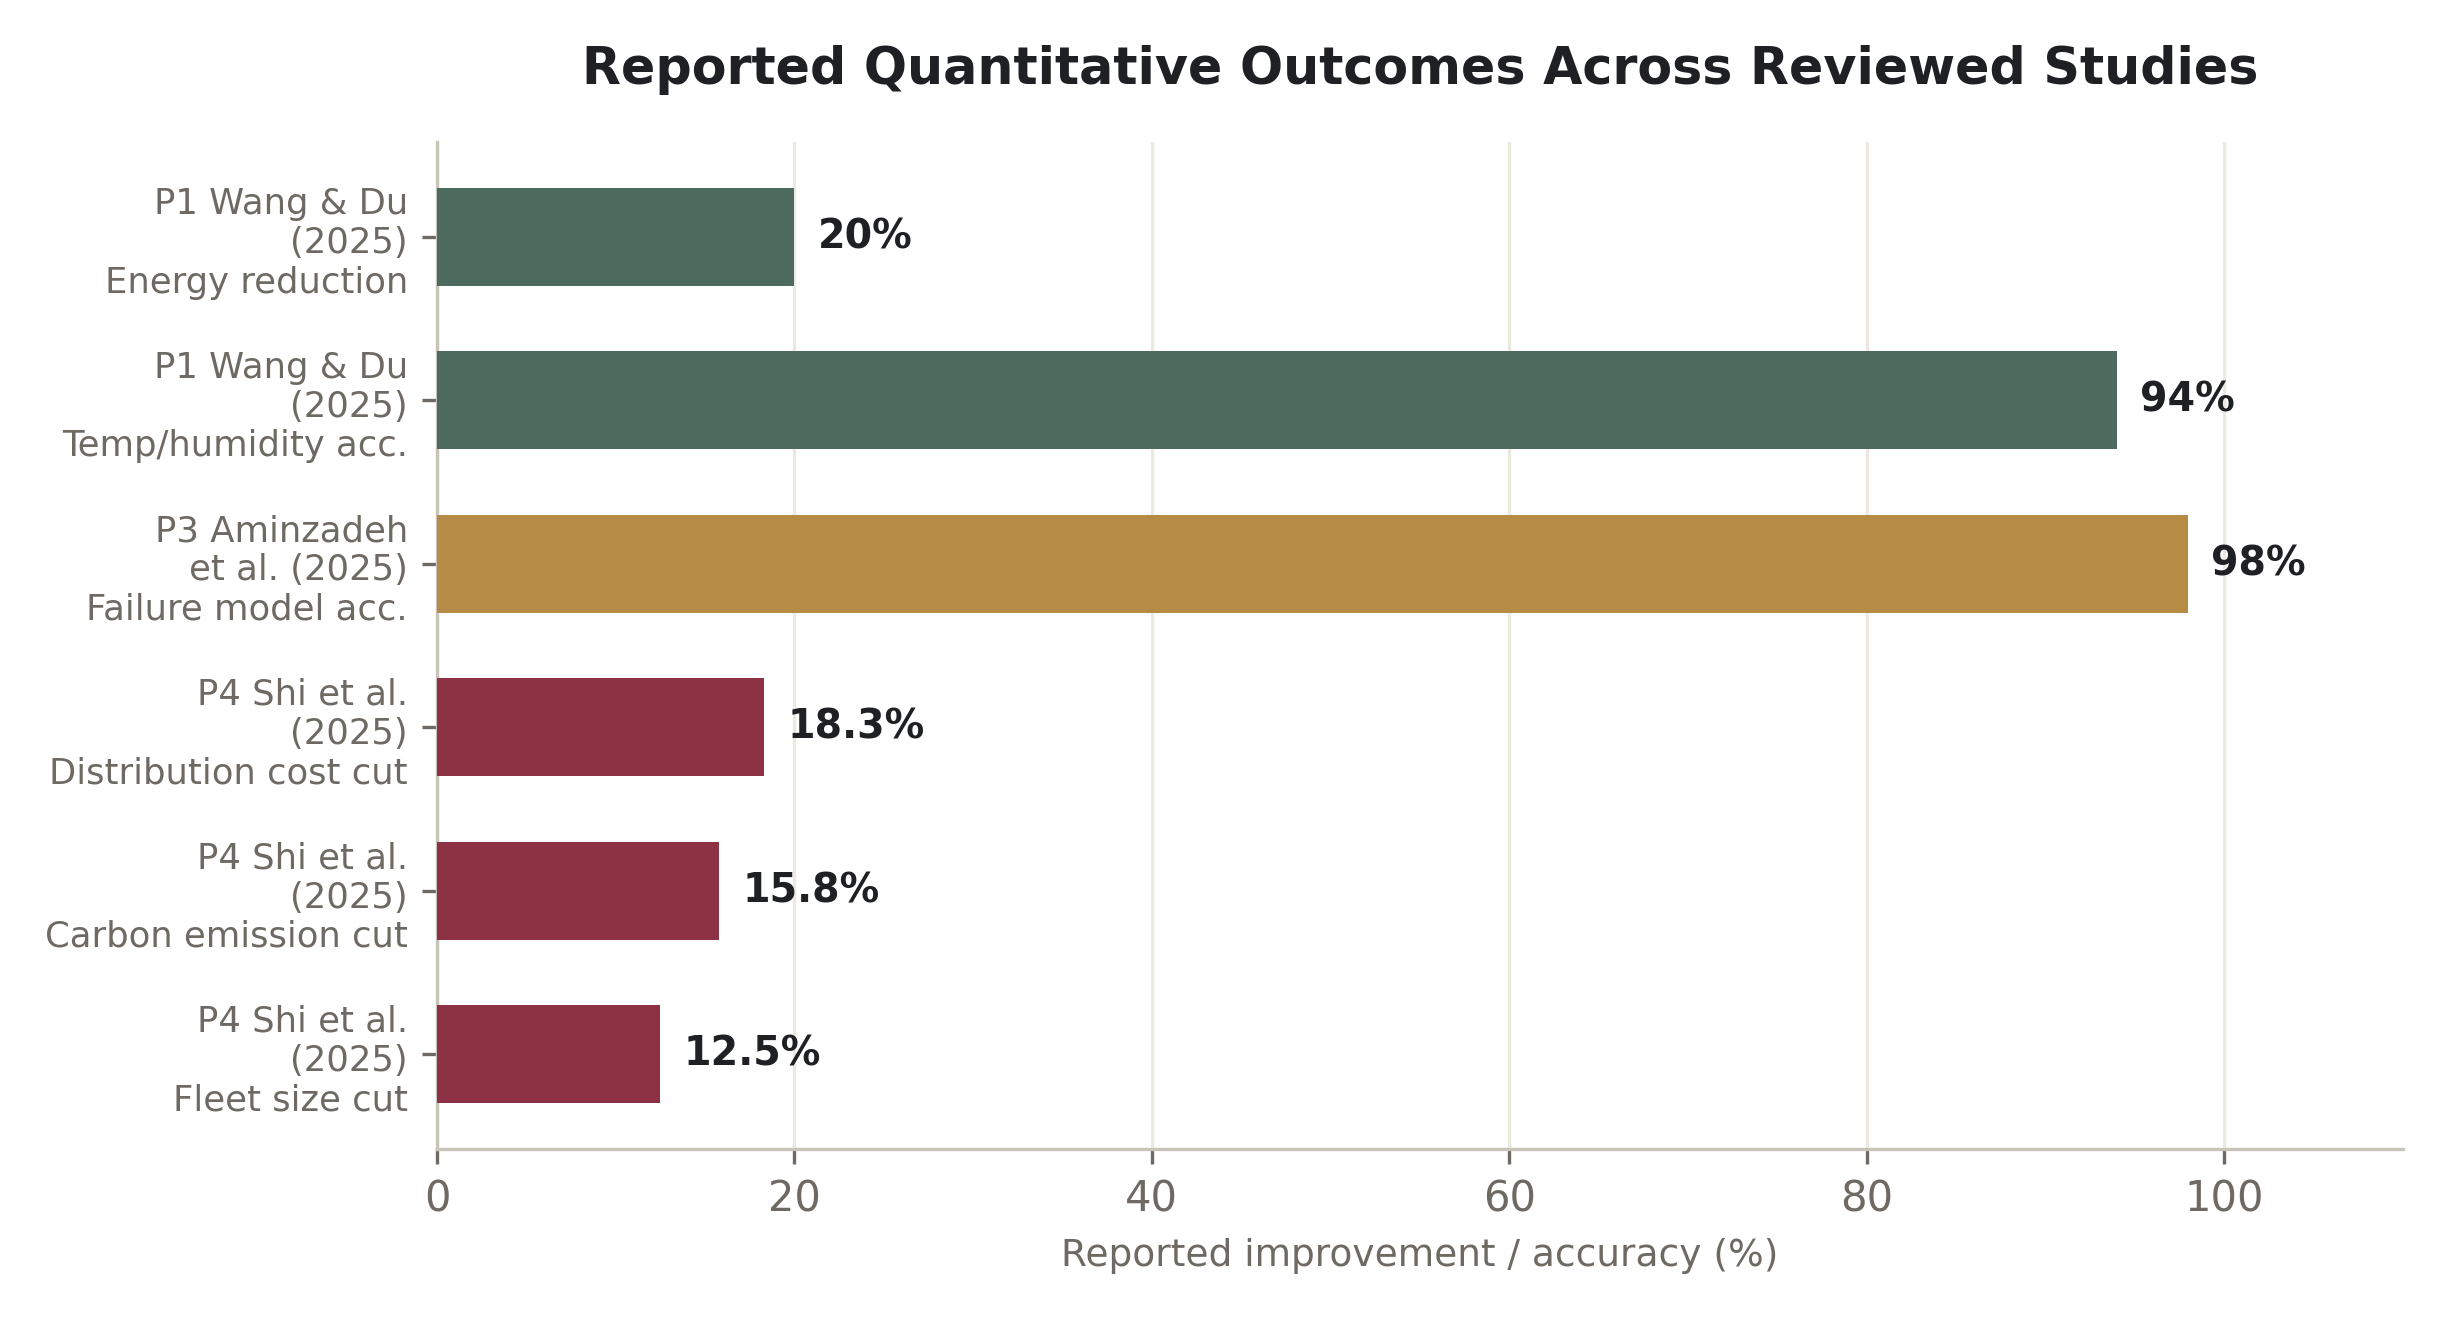 Reported Quantitative Outcomes Across Reviewed Studies
P1 Wang & Du
(2025)
Energy reduction
20%
P1 Wang & Du
(2025)
Temp/humidity acc.
94%
P3 Aminzadeh
et al. (2025)
Failure model acc.
98%
P4 Shi et al.
(2025)
Distribution cost cut
18.3%
P4 Shi et al.
(2025)
Carbon emission cut
15.8%
P4 Shi et al.
(2025)
Fleet size cut
12.5%
0 20 40 60 80 100
Reported improvement / accuracy (%)